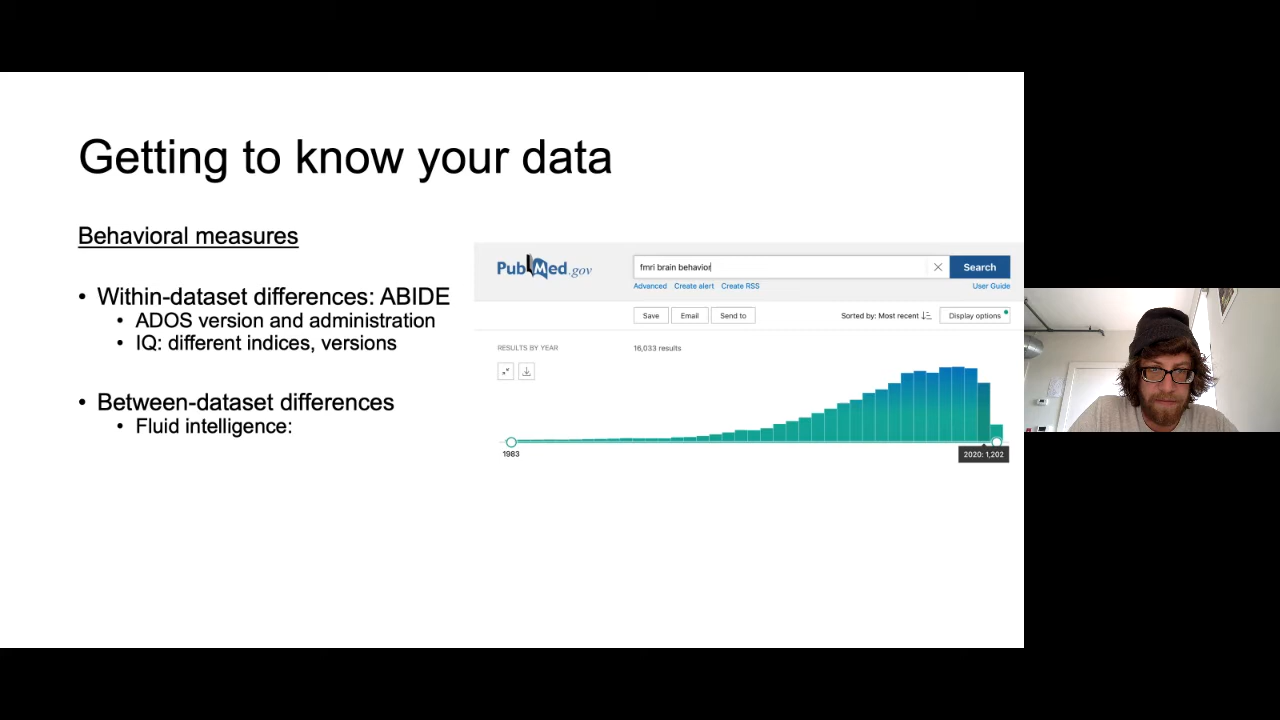 Getting to know your data
Behavioral measures
• Within-dataset differences: ABIDE
• ADOS version and administration
• IQ: different indices, versions
• Between-dataset differences
• Fluid intelligence:
PubMed.gov
fmri brain behavior
Search
Advanced Create alert Create RSS
User Guide
Save Email Send to
Sorted by: Most recent
Display options
RESULTS BY YEAR
16,033 results
1983
2020: 1,202